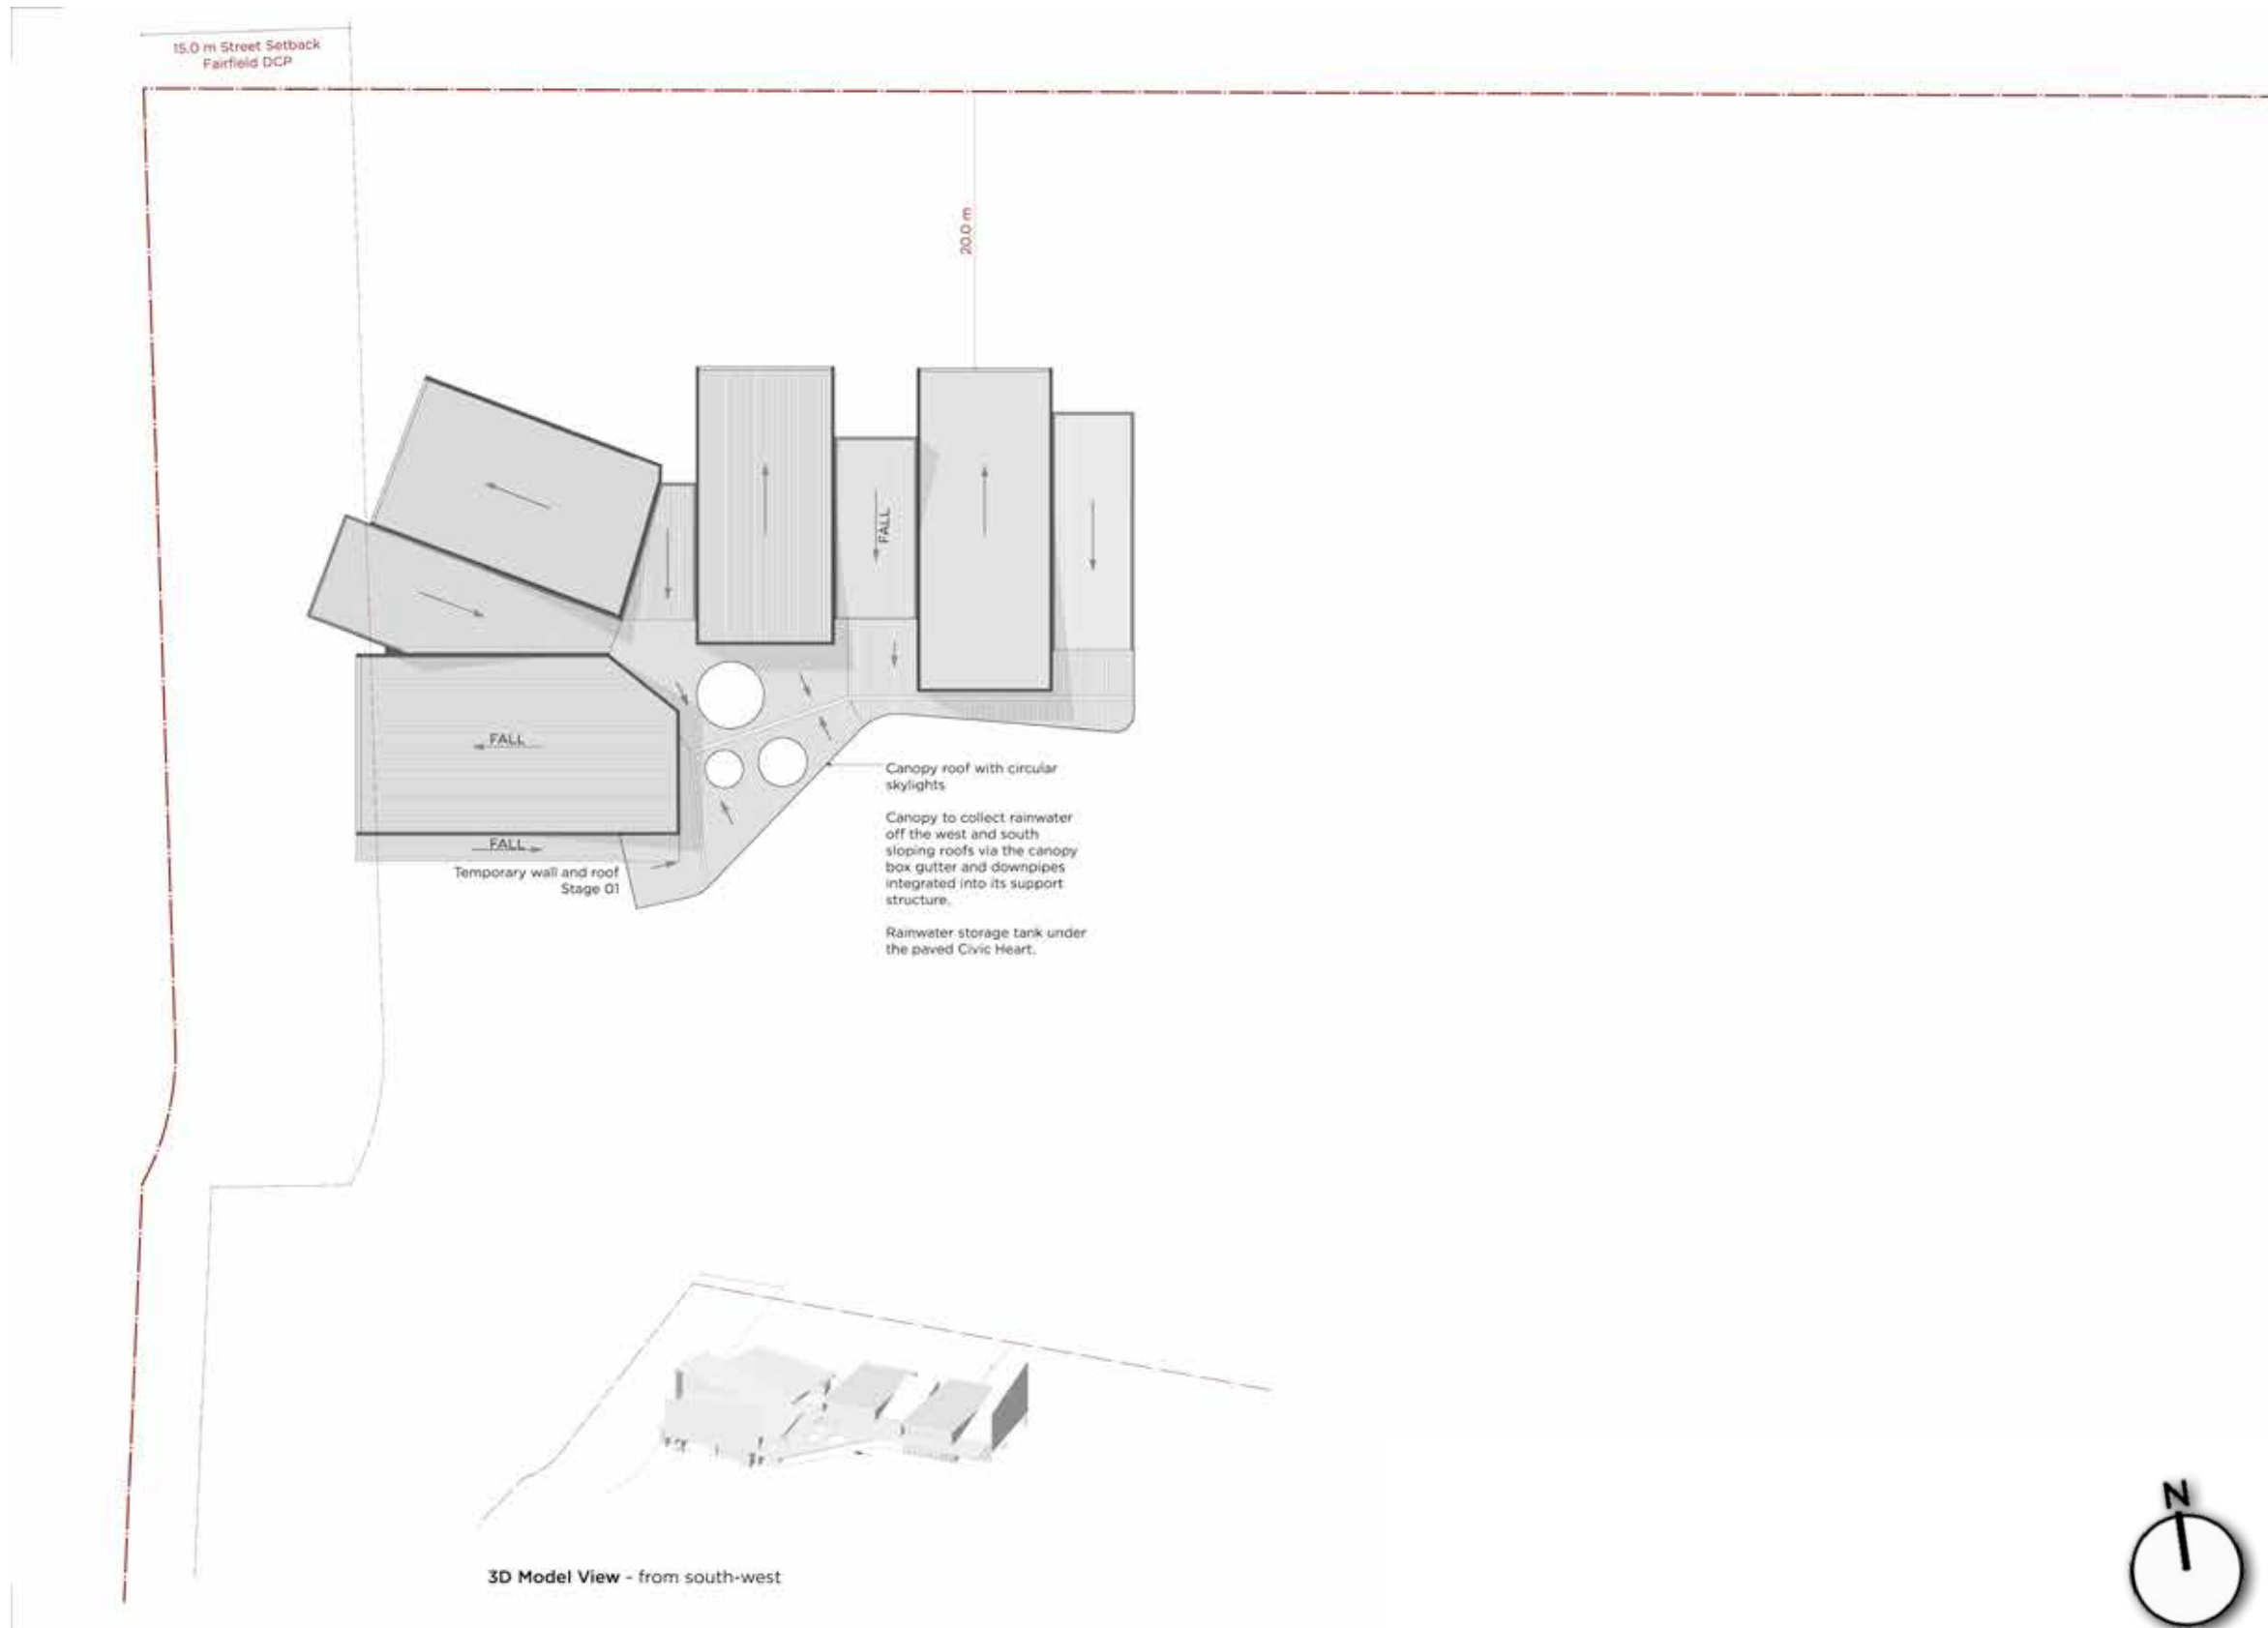 15.0 m Street Setback
Fairfield DCP
20.0 m
FALL
FALL
FALL
Temporary wall and roof
Stage 01
Canopy roof with circular
skylights
Canopy to collect rainwater
off the west and south
sloping roofs via the canopy
box gutter and downpipes
integrated into its support
structure.
Rainwater storage tank under
the paved Civic Heart.
3D Model View - from south-west
N